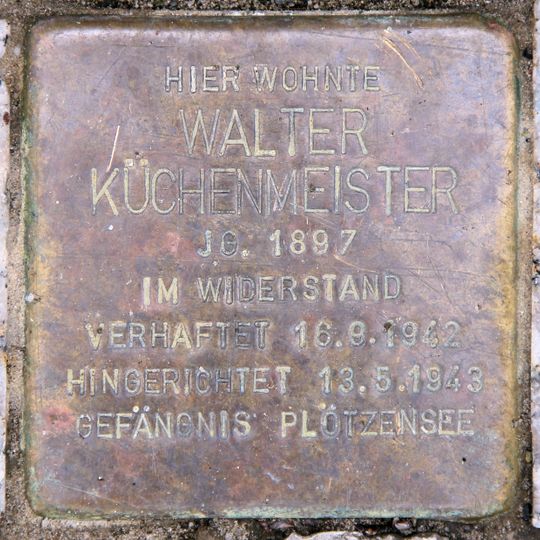 HIER WOHNTE
WALTER
KÜCHENMEISTER
JG. 1897
IM WIDERSTAND
VERHAFTET 16.9.1942
HINGERICHTET 13.5.1943
GEFÄNGNIS PLÖTZENSEE